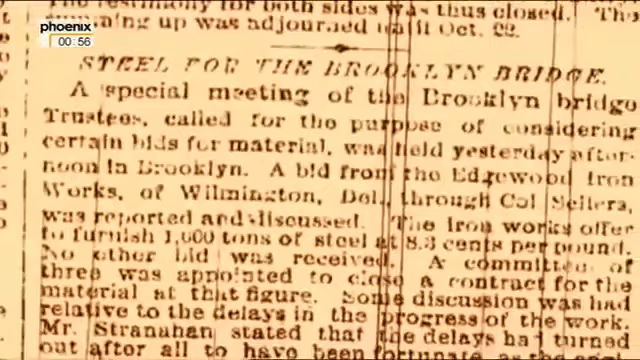 phoenix
00:56
The testimony for both sides was thus closed. The
summing up was adjourned until Oct. 22.
STEEL FOR THE BROOKLYN BRIDGE.
A special meeting of the Brooklyn bridge
Trustees, called for the purpose of considering
certain bids for material, was held yesterday after-
noon in Brooklyn. A bid from the Edgewood Iron
Works, of Wilmington, Del., through Col Sellers,
was reported and discussed. The iron works offer
to furnish 1,000 tons of steel at 8.3 cents per pound.
No other bid was received. A committee of
three was appointed to close a contract for the
material at that figure. Some discussion was had
relative to the delays in the progress of the work.
Mr. Stranahan stated that the delays had turned
out after all to have been fortunate